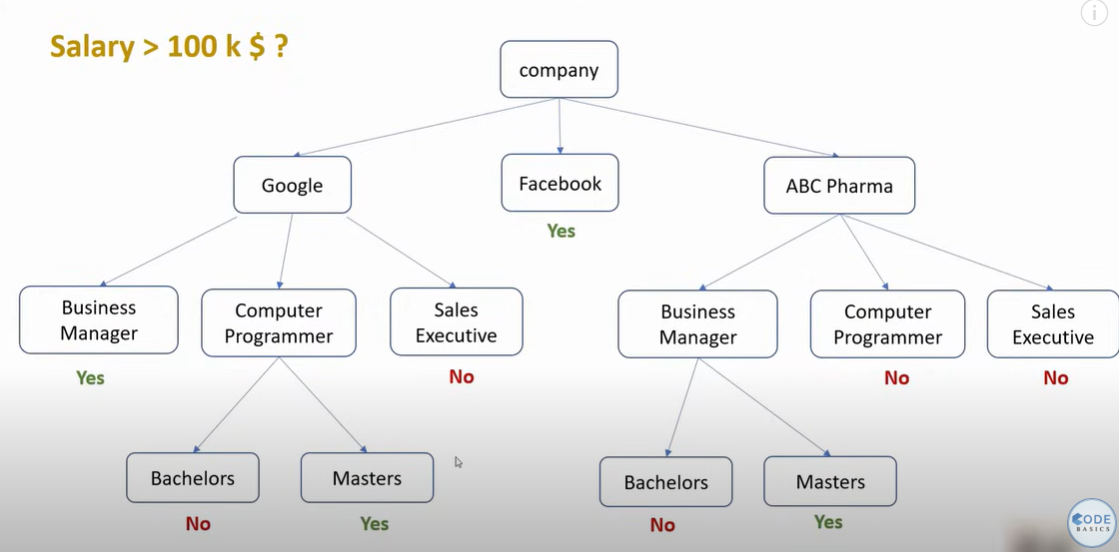 Salary > 100 k $ ?
company
Google
Facebook
ABC Pharma
Yes
Business
Manager
Computer
Programmer
Sales
Executive
Business
Manager
Computer
Programmer
Sales
Executive
Yes
No
No
No
Bachelors
Masters
Bachelors
Masters
No
Yes
No
Yes
CODE
BASICS
i